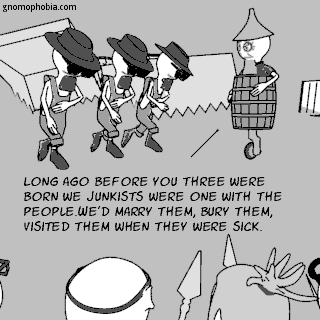 gnomophobia.com
LONG AGO BEFORE YOU THREE WERE
BORN WE JUNKISTS WERE ONE WITH THE
PEOPLE.WE'D MARRY THEM, BURY THEM,
VISITED THEM WHEN THEY WERE SICK.